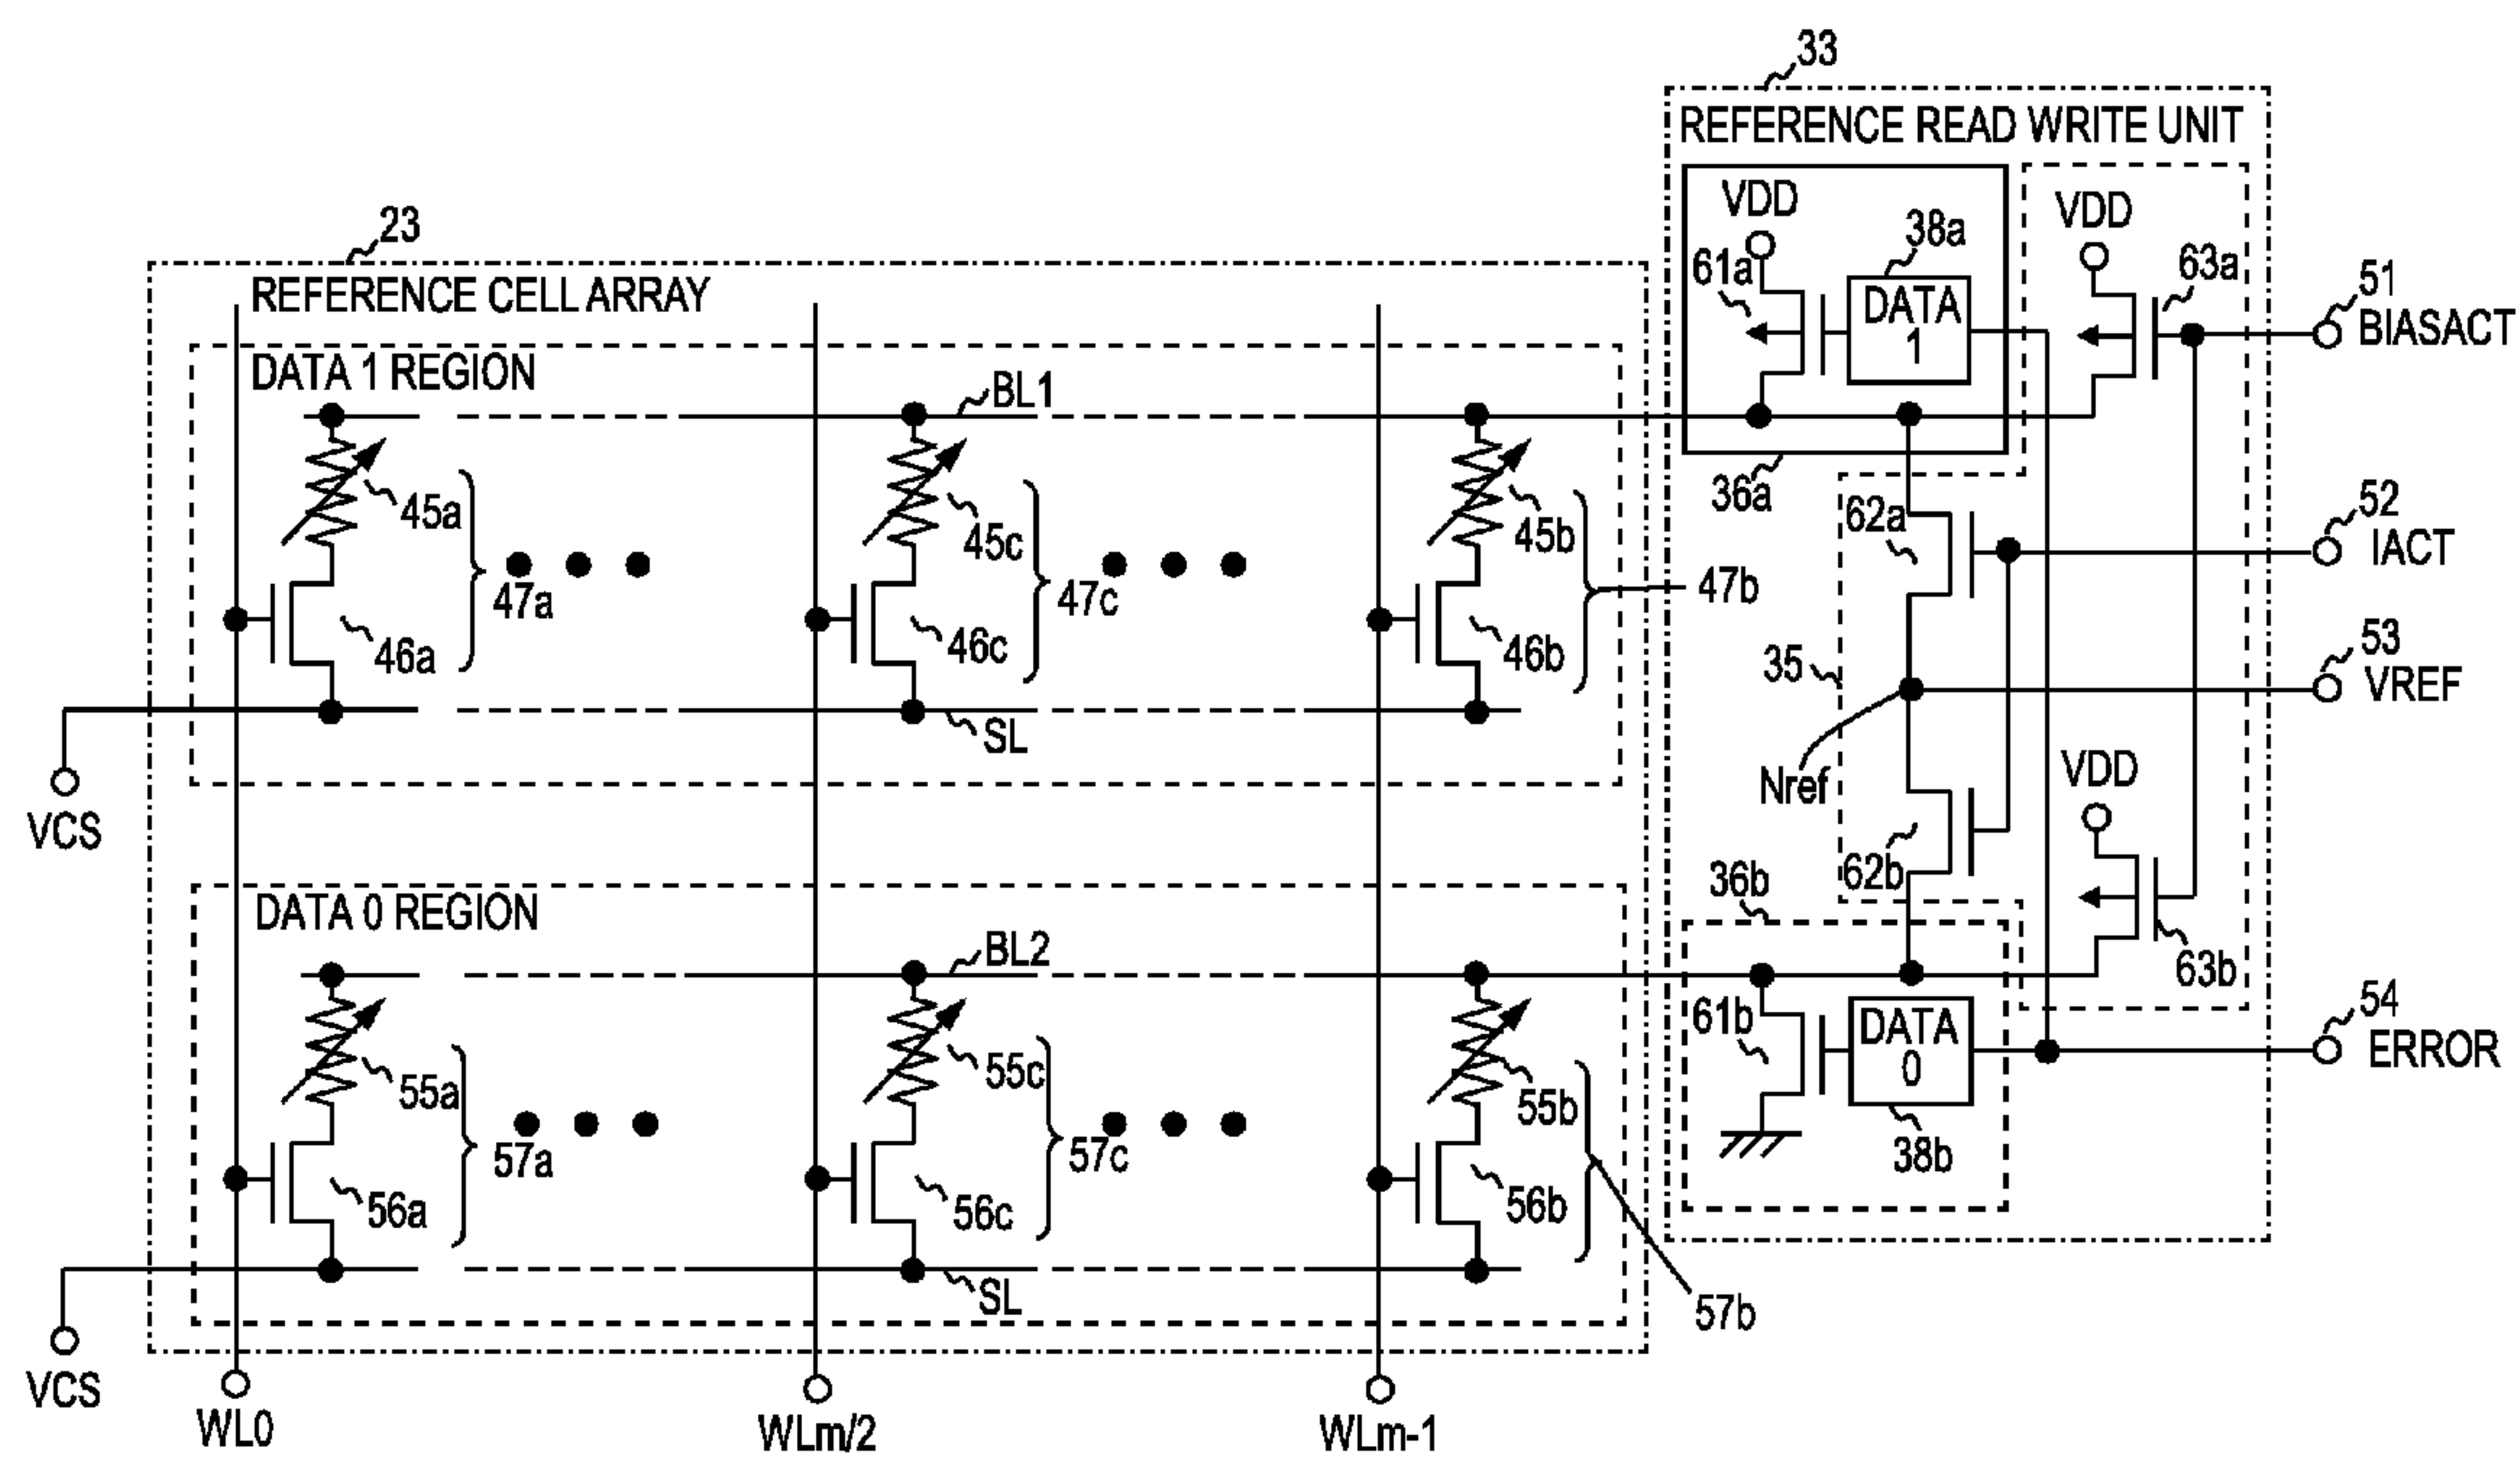 33
REFERENCE READ WRITE UNIT
VDD
38a
VDD
61a
63a
DATA
1
51
BIASACT
23
REFERENCE CELL ARRAY
DATA 1 REGION
BL1
36a
45a
45c
45b
47a
47c
47b
46a
46c
46b
62a
52
IACT
35
53
VREF
SL
VCS
Nref
VDD
62b
36b
DATA 0 REGION
BL2
63b
61b
DATA
0
54
ERROR
55a
55c
55b
57a
57c
38b
56a
56c
56b
SL
57b
VCS
WL0
WLm/2
WLm-1